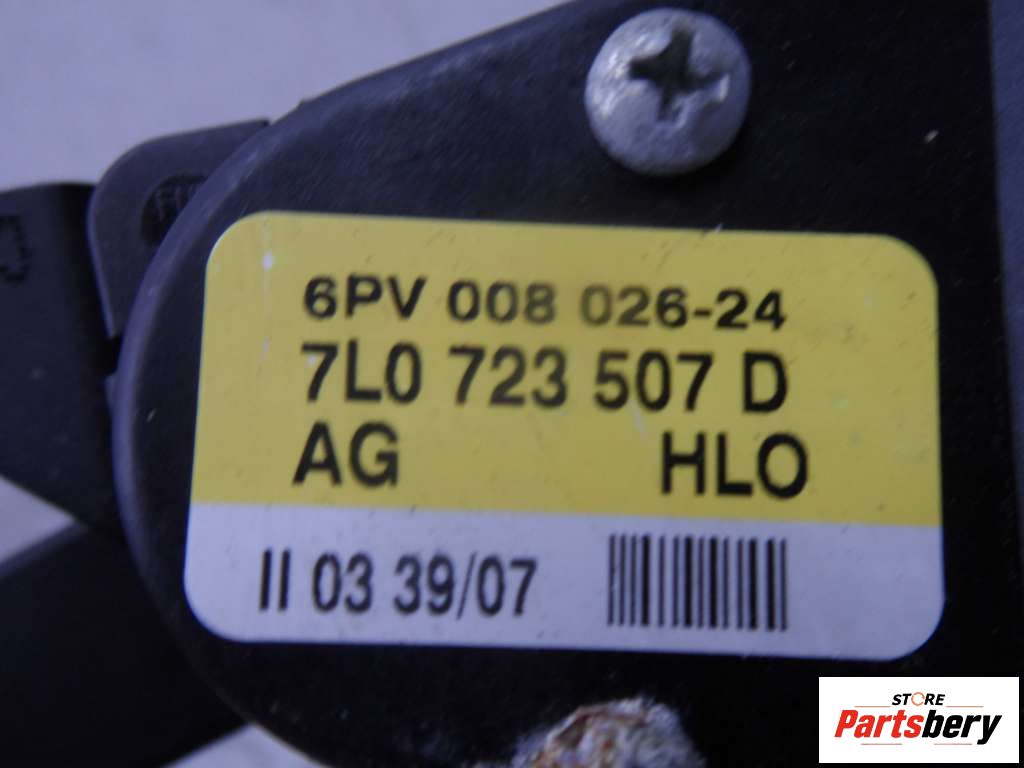 6PV 008 026-24
7L0 723 507 D
AG HLO
II 03 39/07
STORE
Partsbery